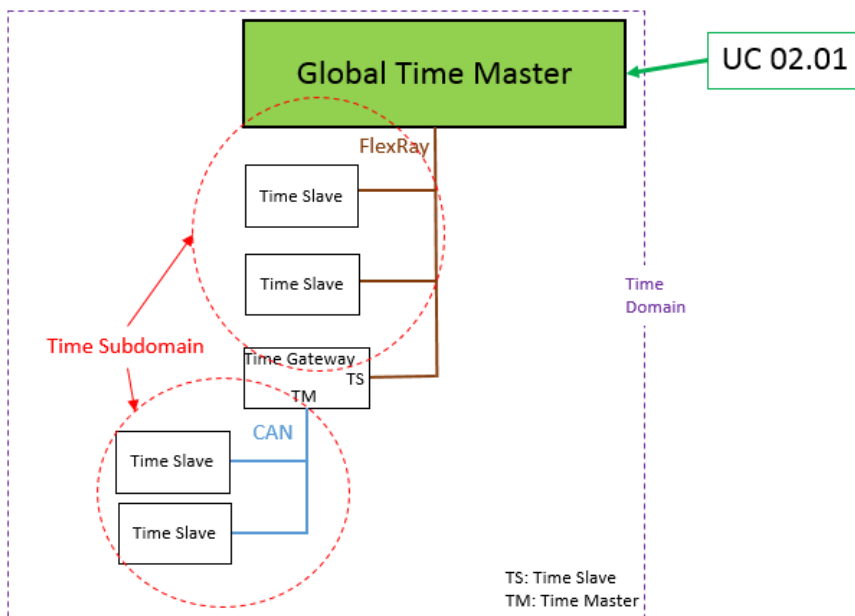 Global Time Master
UC 02.01
FlexRay
Time Slave
Time Slave
Time
Domain
Time Subdomain
Time Gateway
TS
TM
CAN
Time Slave
Time Slave
TS: Time Slave
TM: Time Master